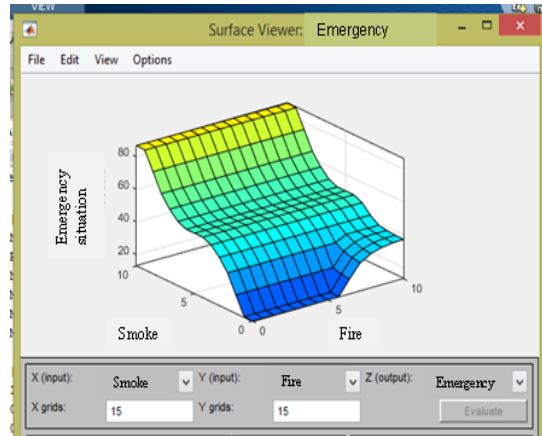 VIEW
Surface Viewer: Emergency
File Edit View Options
80
60
40
20
Emergency
situation
10
5
0
0
5
10
Smoke
Fire
X (input): Smoke Y (input): Fire Z (output): Emergency
X grids: 15 Y grids: 15 Evaluate